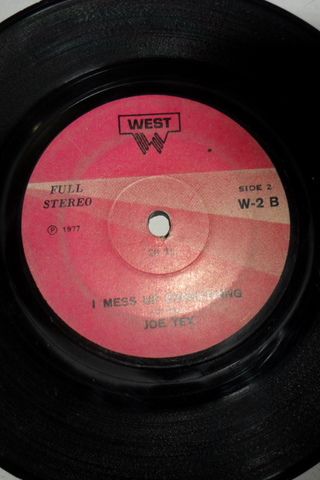 WEST
W
FULL
STEREO
SIDE 2
W-2 B
℗ 1977
I MESS UP EVERYTHING
JOE TEX